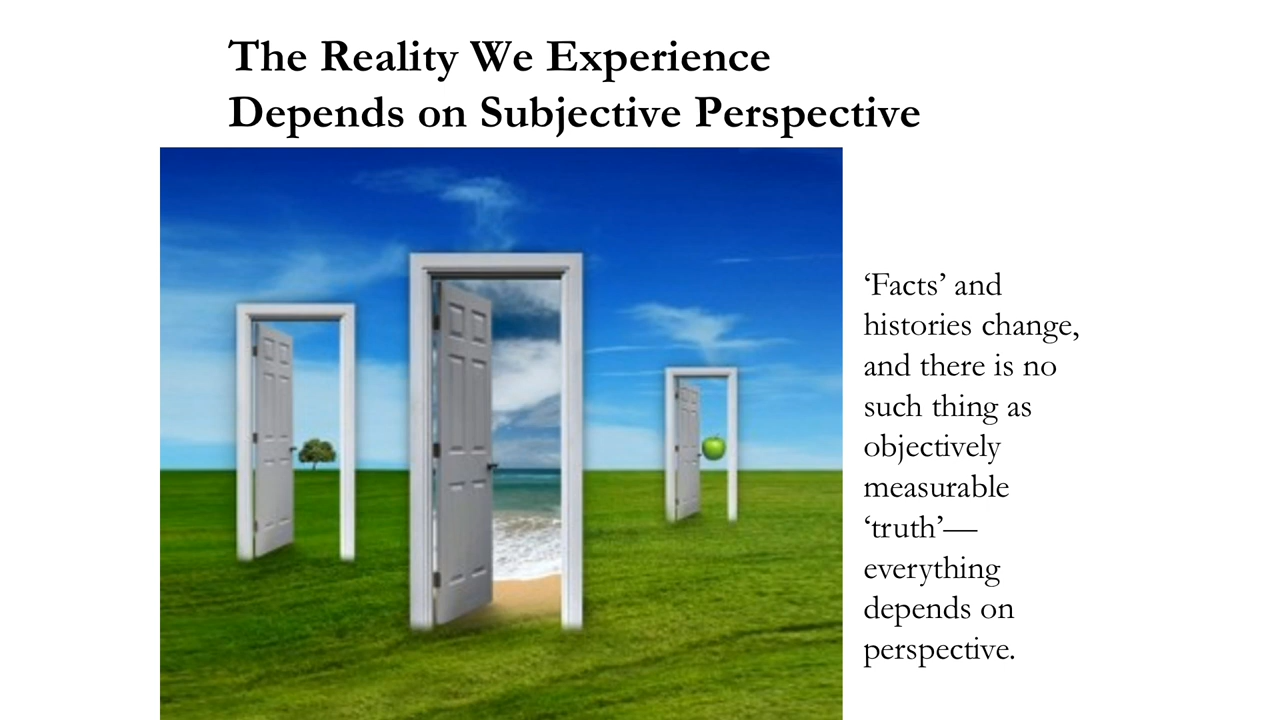 The Reality We Experience
Depends on Subjective Perspective
‘Facts’ and
histories change,
and there is no
such thing as
objectively
measurable
‘truth’—
everything
depends on
perspective.